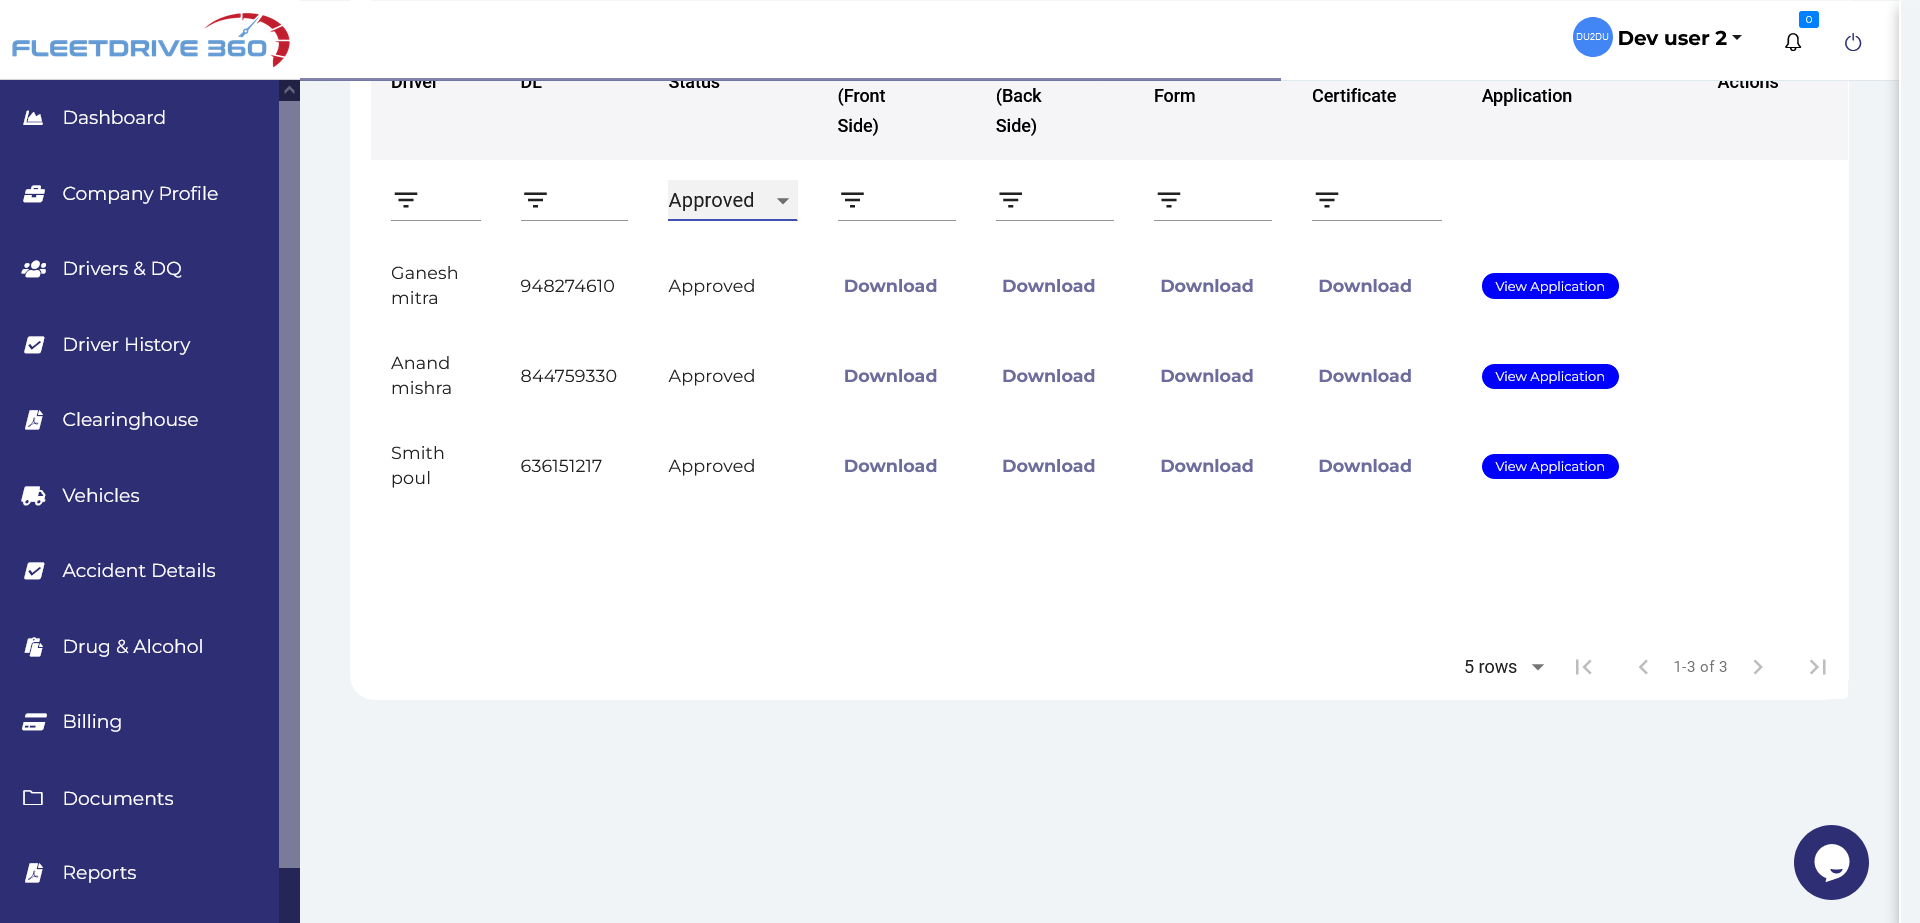 FLEETDRIVE 360
DU2DU Dev user 2
0
Dashboard
Company Profile
Drivers & DQ
Driver History
Clearinghouse
Vehicles
Accident Details
Drug & Alcohol
Billing
Documents
Reports
Driver DL Status (Front Side) (Back Side) Form Certificate Application Actions
Approved
Ganesh mitra 948274610 Approved Download Download Download Download View Application
Anand mishra 844759330 Approved Download Download Download Download View Application
Smith poul 636151217 Approved Download Download Download Download View Application
5 rows 1-3 of 3